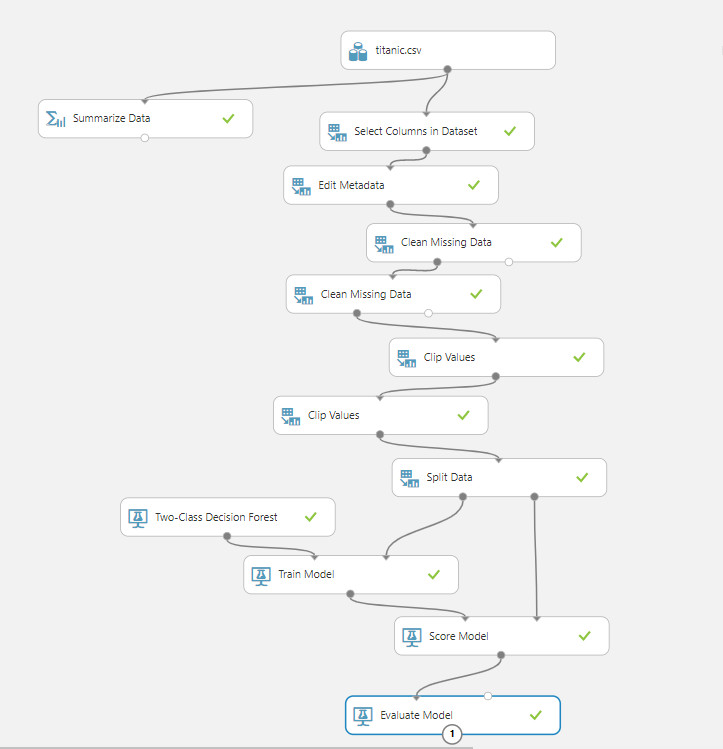 titanic.csv
Summarize Data
Select Columns in Dataset
Edit Metadata
Clean Missing Data
Clean Missing Data
Clip Values
Clip Values
Split Data
Two-Class Decision Forest
Train Model
Score Model
Evaluate Model
1